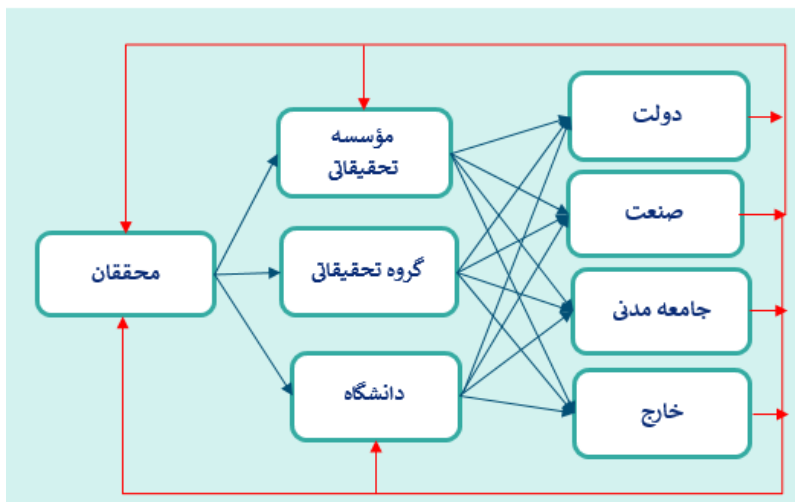 دولت
مؤسسه
تحقیقاتی
صنعت
محققان
گروه تحقیقاتی
جامعه مدنی
دانشگاه
خارج